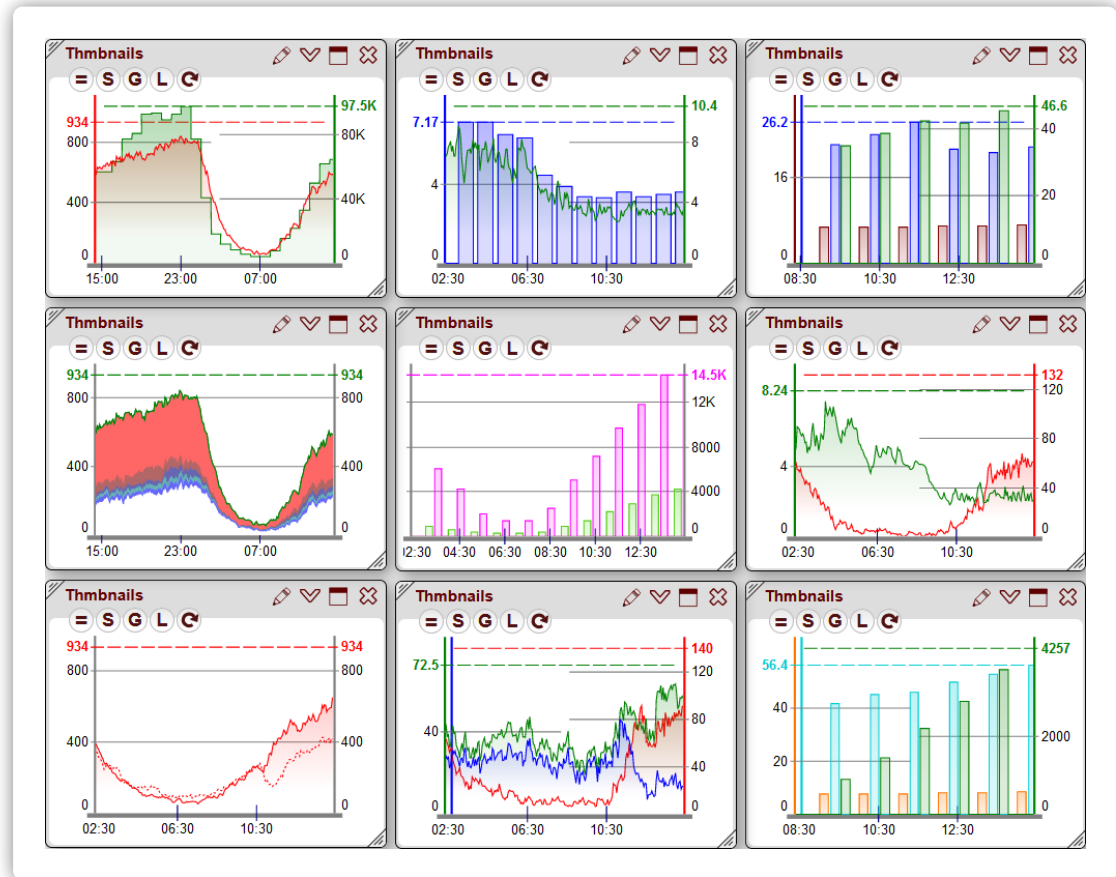 Thmbnails
= S G L
934 97.5K
800 80K
400 40K
0 0
15:00 23:00 07:00
Thmbnails
= S G L
7.17 10.4
8
4 4
0 0
02:30 06:30 10:30
Thmbnails
= S G L
26.2 46.6
40
16 20
0 0
08:30 10:30 12:30
Thmbnails
= S G L
934 934
800 800
400 400
0 0
15:00 23:00 07:00
Thmbnails
= S G L
14.5K
12K
8000
4000
0
2:30 04:30 06:30 08:30 10:30 12:30
Thmbnails
= S G L
132
8.24 120
80
4 40
0 0
02:30 06:30 10:30
Thmbnails
= S G L
934 934
800 800
400 400
0 0
02:30 06:30 10:30
Thmbnails
= S G L
140
72.5 120
80
40 40
0 0
02:30 06:30 10:30
Thmbnails
= S G L
4257
56.4
40
2000
20
0 0
08:30 10:30 12:30